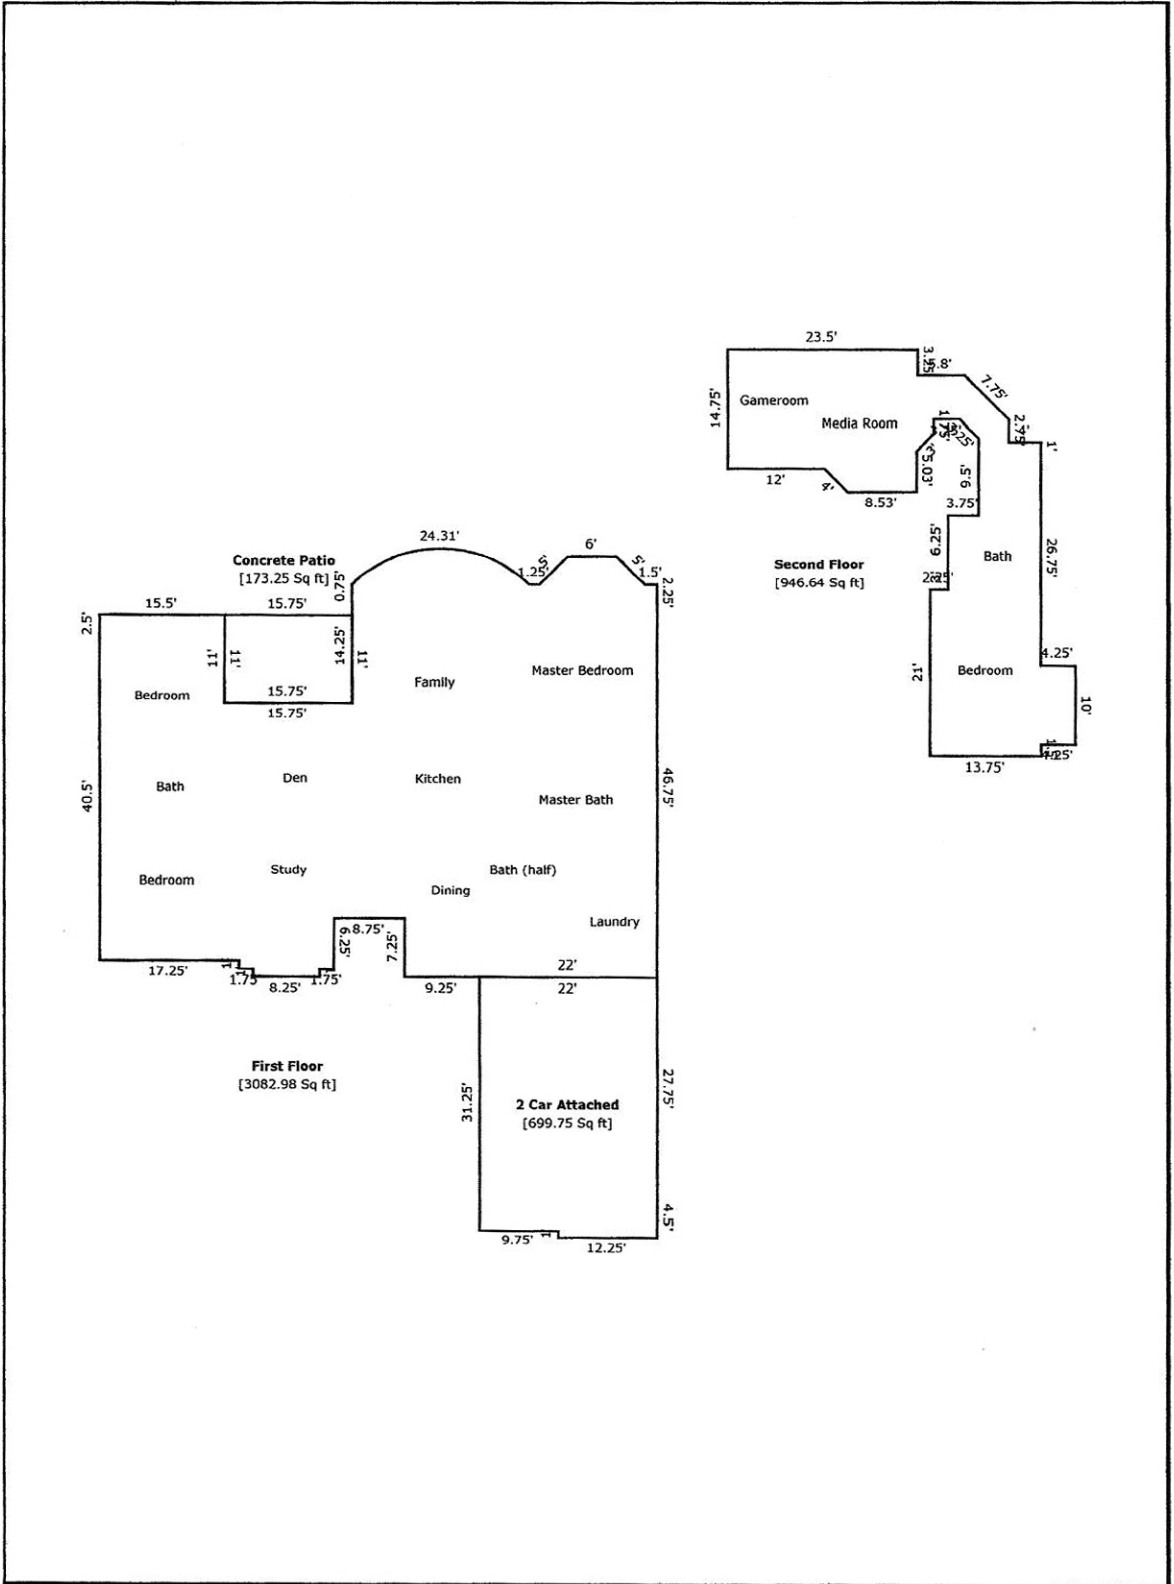 23.5'
3.25'
5.8'
7.75'
14.75'
Gameroom
Media Room
2.75'
1'
12'
4'
8.53'
5.03'
9.5'
3.75'
6.25'
Bath
26.75'
Second Floor
[946.64 Sq ft]
4.25'
21'
Bedroom
10'
13.75'
24.31'
6'
Concrete Patio
[173.25 Sq ft]
0.75'
1.25'
5'
5'
1.5'
2.25'
15.5'
15.75'
2.5'
11'
11'
14.25'
11'
Master Bedroom
Family
Bedroom
15.75'
15.75'
Bath
Den
Kitchen
40.5'
46.75'
Master Bath
Bedroom
Study
Bath (half)
Dining
Laundry
6.25'
8.75'
7.25'
17.25'
1.75'
8.25'
1.75'
9.25'
22'
22'
First Floor
[3082.98 Sq ft]
31.25'
27.75'
2 Car Attached
[699.75 Sq ft]
4.5'
9.75'
12.25'